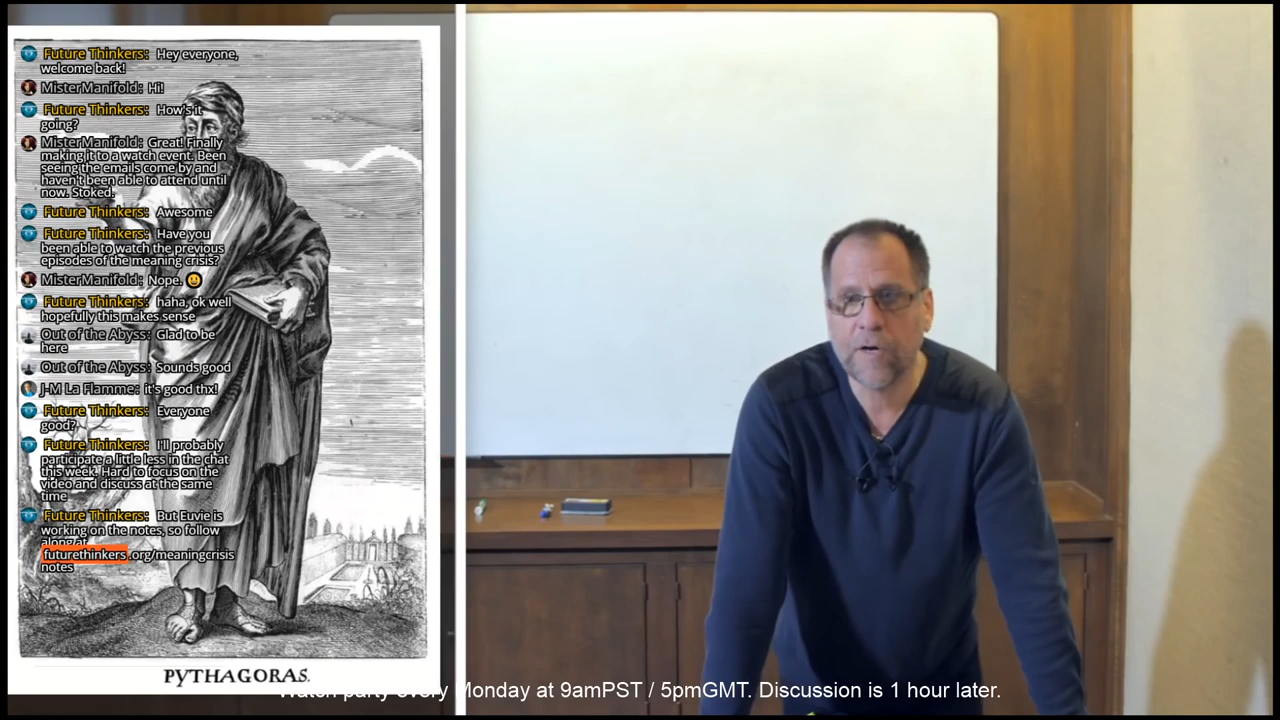 Future Thinkers: Hey everyone,
welcome back!
MisterManifold: Hi!
Future Thinkers: How's it
going?
MisterManifold: Great! Finally
making it to a watch event. Been
seeing the emails come by and
haven't been able to attend until
now. Stoked.
Future Thinkers: Awesome
Future Thinkers: Have you
been able to watch the previous
episodes of the meaning crisis?
MisterManifold: Nope. 😀
Future Thinkers: haha, ok well
hopefully this makes sense
Out of the Abyss: Glad to be
here
Out of the Abyss: Sounds good
J-M La Flamme: it's good thx!
Future Thinkers: Everyone
good?
Future Thinkers: I'll probably
participate a little less in the chat
this week. Hard to focus on the
video and discuss at the same
time
Future Thinkers: But Euvie is
working on the notes, so follow
along at
futurethinkers.org/meaningcrisis
notes
PYTHAGORAS.
Watch party every Monday at 9amPST / 5pmGMT. Discussion is 1 hour later.